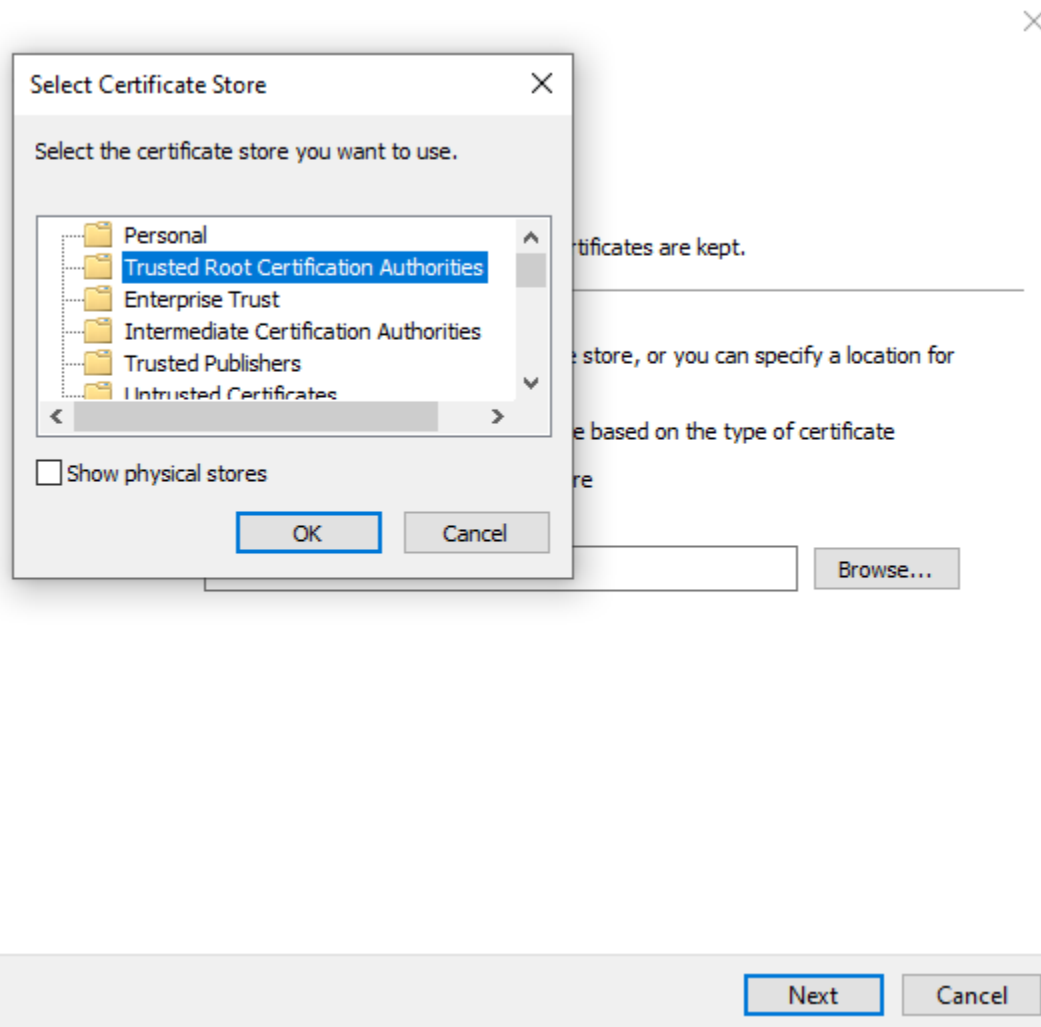 Select Certificate Store
Select the certificate store you want to use.
Personal
Trusted Root Certification Authorities
Enterprise Trust
Intermediate Certification Authorities
Trusted Publishers
Untrusted Certificates
Show physical stores
OK Cancel
are kept.
store, or you can specify a location for
based on the type of certificate
Browse...
Next Cancel